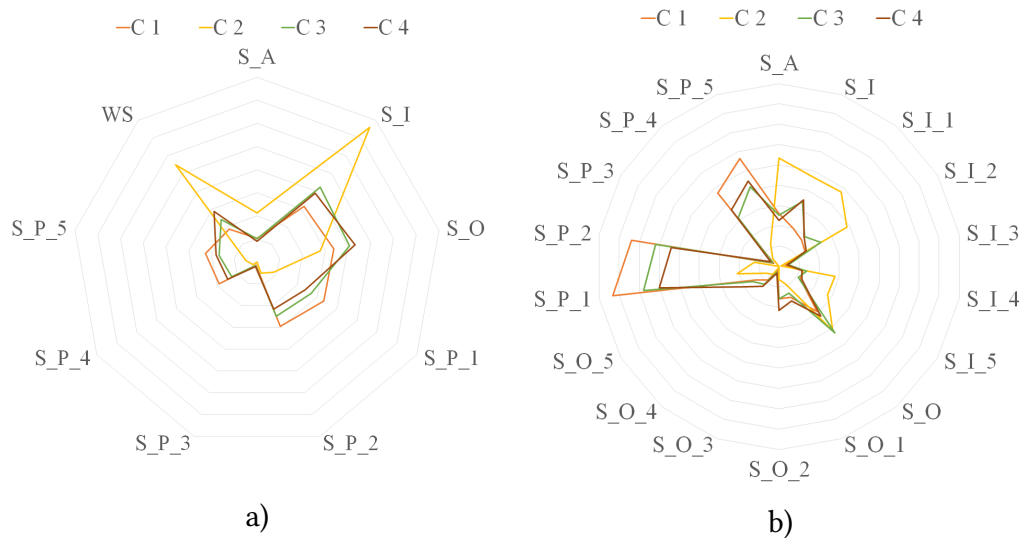 C 1 C 2 C 3 C 4
S_A
S_I
S_O
S_P_1
S_P_2
S_P_3
S_P_4
S_P_5
WS
a)
C 1 C 2 C 3 C 4
S_A
S_I
S_I_1
S_I_2
S_I_3
S_I_4
S_I_5
S_O
S_O_1
S_O_2
S_O_3
S_O_4
S_O_5
S_P_1
S_P_2
S_P_3
S_P_4
S_P_5
b)